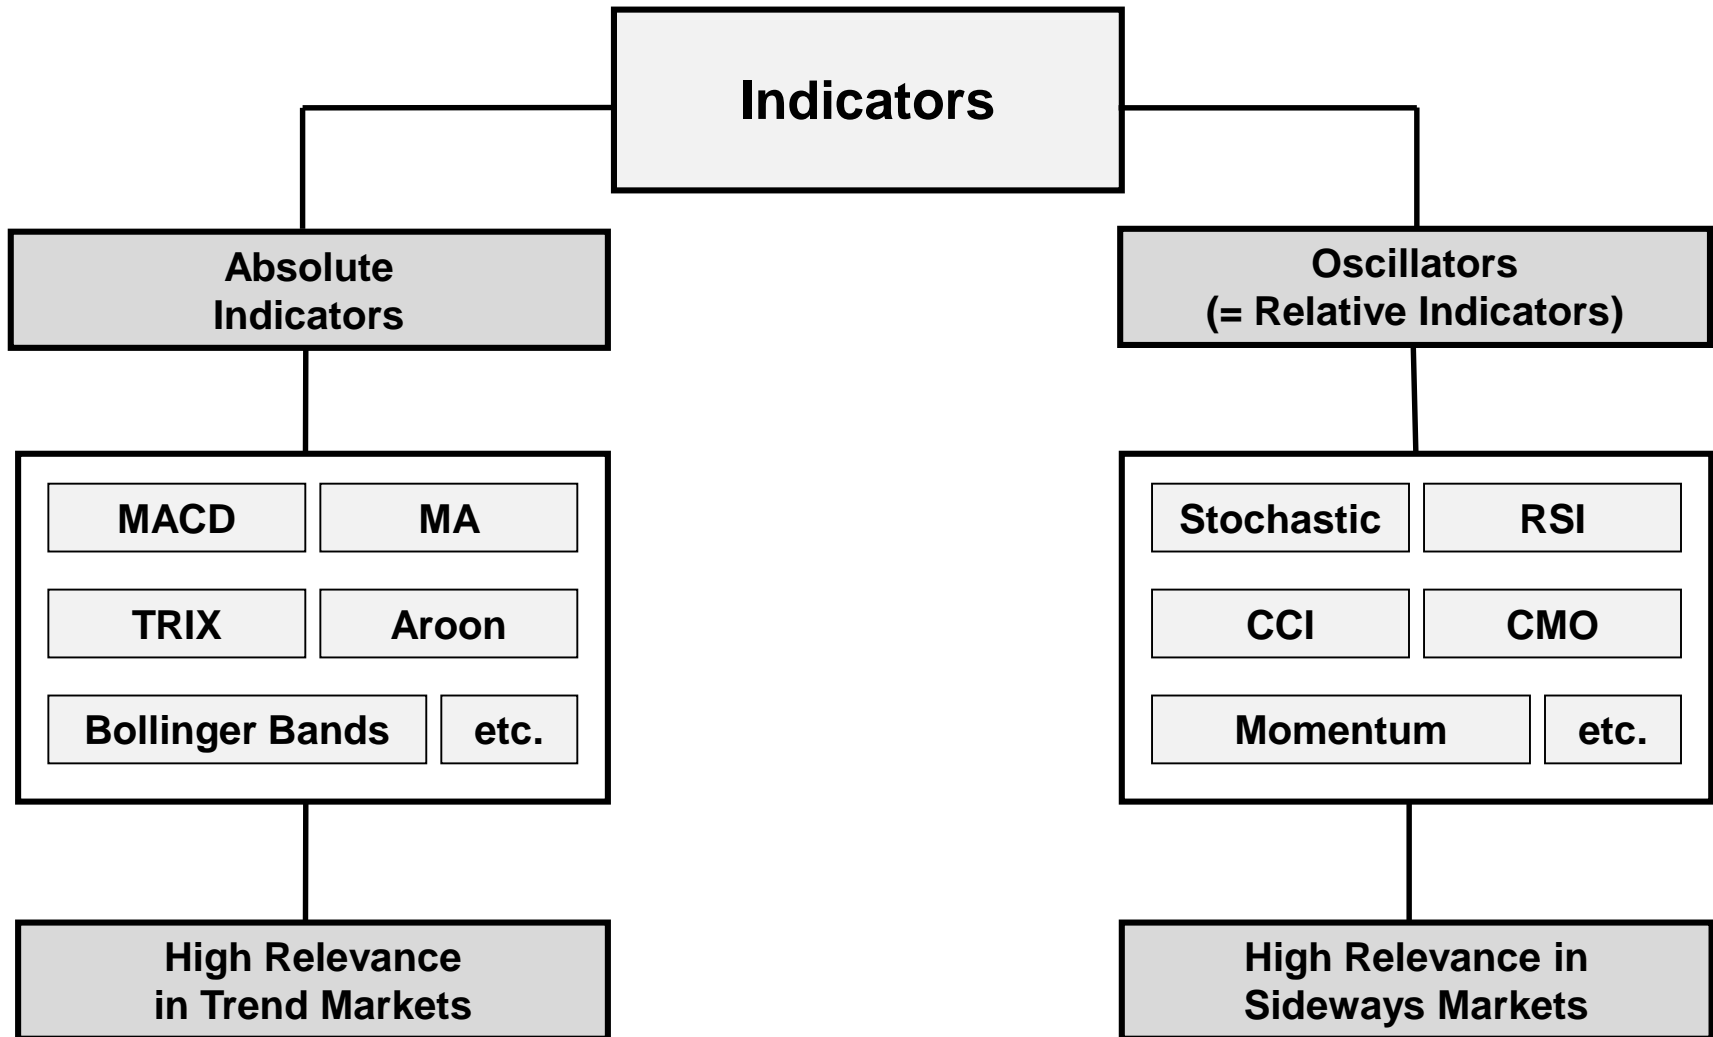 Indicators
Absolute
Indicators
Oscillators
(= Relative Indicators)
MACD
MA
TRIX
Aroon
Bollinger Bands
etc.
Stochastic
RSI
CCI
CMO
Momentum
etc.
High Relevance
in Trend Markets
High Relevance in
Sideways Markets